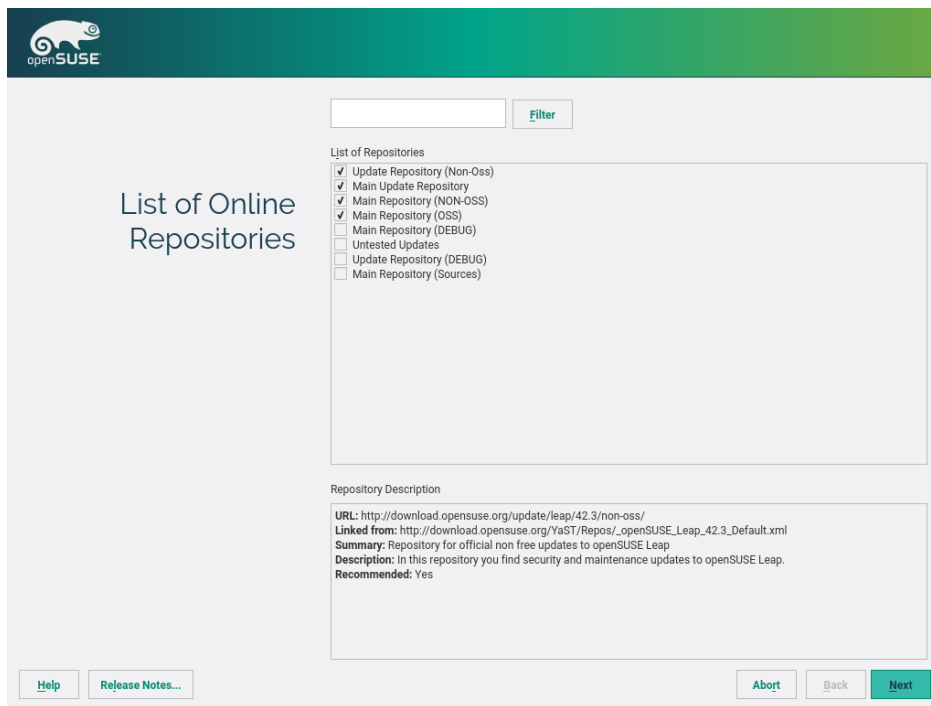 openSUSE
Filter
List of Repositories
Update Repository (Non-Oss)
Main Update Repository
List of Online
Main Repository (NON-OSS)
Repositories
Main Repository (OSS)
Main Repository (DEBUG)
Untested Updates
Update Repository (DEBUG)
Main Repository (Sources)
Repository Description
URL: http://download.opensuse.org/update/leap/42.3/non-oss/
Linked from: http://download.opensuse.org/YaST/Repos/_openSUSE_Leap_42.3_Default.xml
Summary: Repository for official non free updates to openSUSE Leap
Description: In this repository you find security and maintenance updates to openSUSE Leap.
Recommended: Yes
Help Release Notes... Abort Back Next